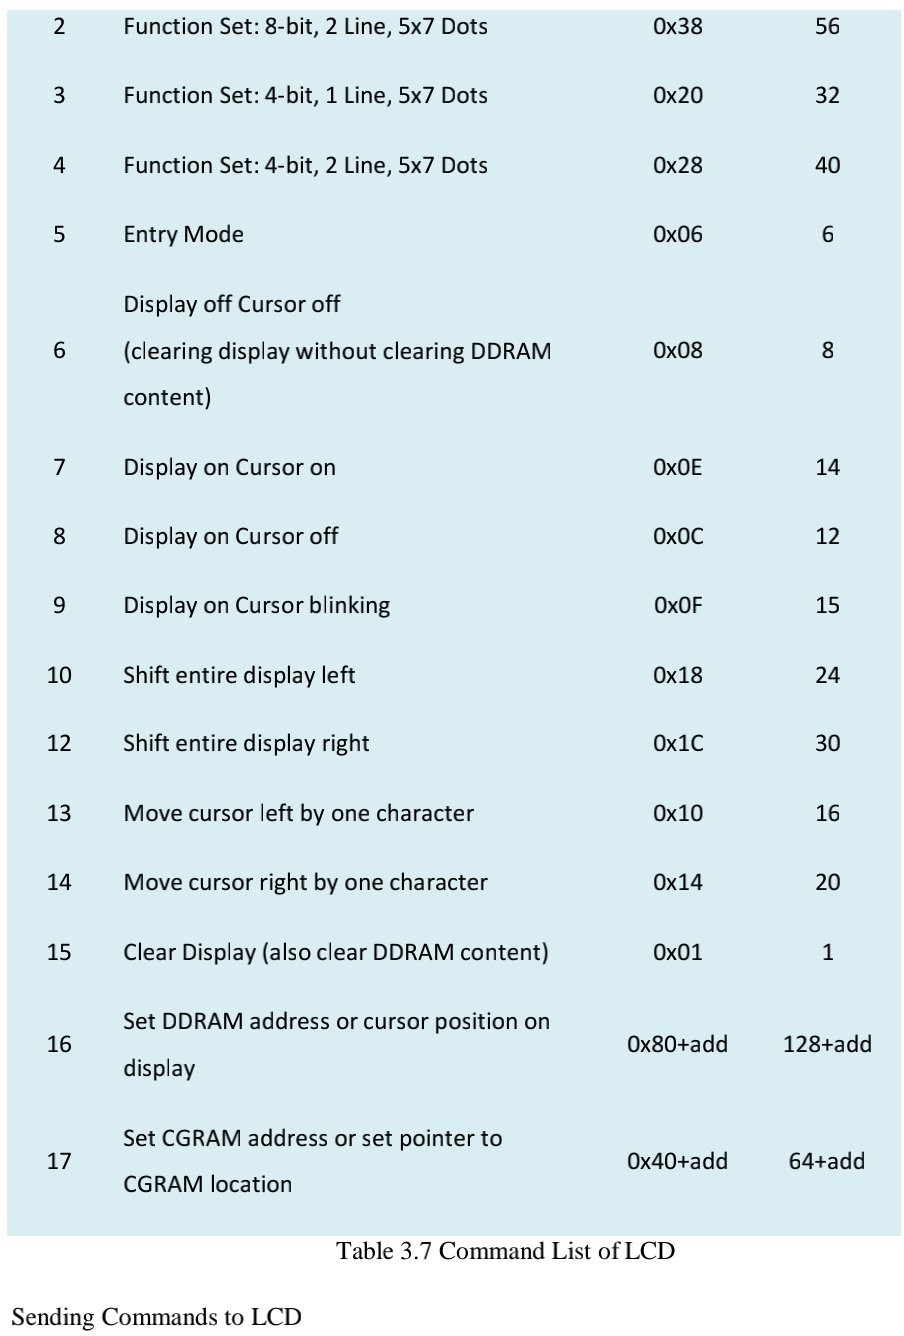 2 Function Set: 8-bit, 2 Line, 5x7 Dots 0x38 56
3 Function Set: 4-bit, 1 Line, 5x7 Dots 0x20 32
4 Function Set: 4-bit, 2 Line, 5x7 Dots 0x28 40
5 Entry Mode 0x06 6
Display off Cursor off
6 (clearing display without clearing DDRAM 0x08 8
content)
7 Display on Cursor on 0x0E 14
8 Display on Cursor off 0x0C 12
9 Display on Cursor blinking 0x0F 15
10 Shift entire display left 0x18 24
12 Shift entire display right 0x1C 30
13 Move cursor left by one character 0x10 16
14 Move cursor right by one character 0x14 20
15 Clear Display (also clear DDRAM content) 0x01 1
Set DDRAM address or cursor position on
16 0x80+add 128+add
display
Set CGRAM address or set pointer to
17 0x40+add 64+add
CGRAM location
Table 3.7 Command List of LCD
Sending Commands to LCD